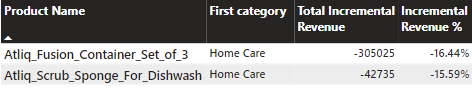 Product Name First category Total Incremental Incremental
Revenue Revenue %
Atliq_Fusion_Container_Set_of_3 Home Care -305025 -16.44%
Atliq_Scrub_Sponge_For_Dishwash Home Care -42735 -15.59%